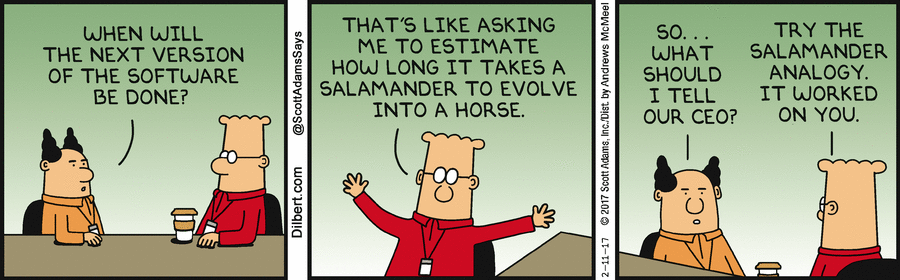 WHEN WILL
THE NEXT VERSION
OF THE SOFTWARE
BE DONE?
Dilbert.com @ScottAdamsSays
THAT'S LIKE ASKING
ME TO ESTIMATE
HOW LONG IT TAKES A
SALAMANDER TO EVOLVE
INTO A HORSE.
2-11-17 © 2017 Scott Adams, Inc./Dist. by Andrews McMeel
SO...
WHAT
SHOULD
I TELL
OUR CEO?
TRY THE
SALAMANDER
ANALOGY.
IT WORKED
ON YOU.